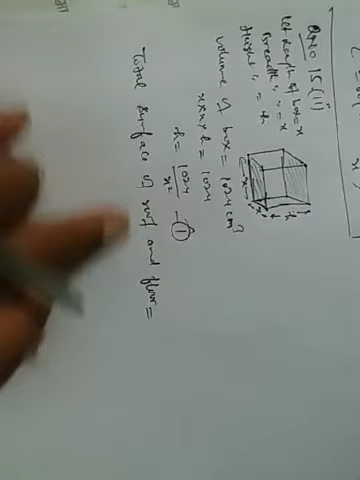 Q.No 15 (ii)
Let length of box = x
Breadth " " = x
Height " " = h
volume of box = 1024 cm³
x x x x h = 1024
h = 1024/x² - ①
Total surface of roof and floor =